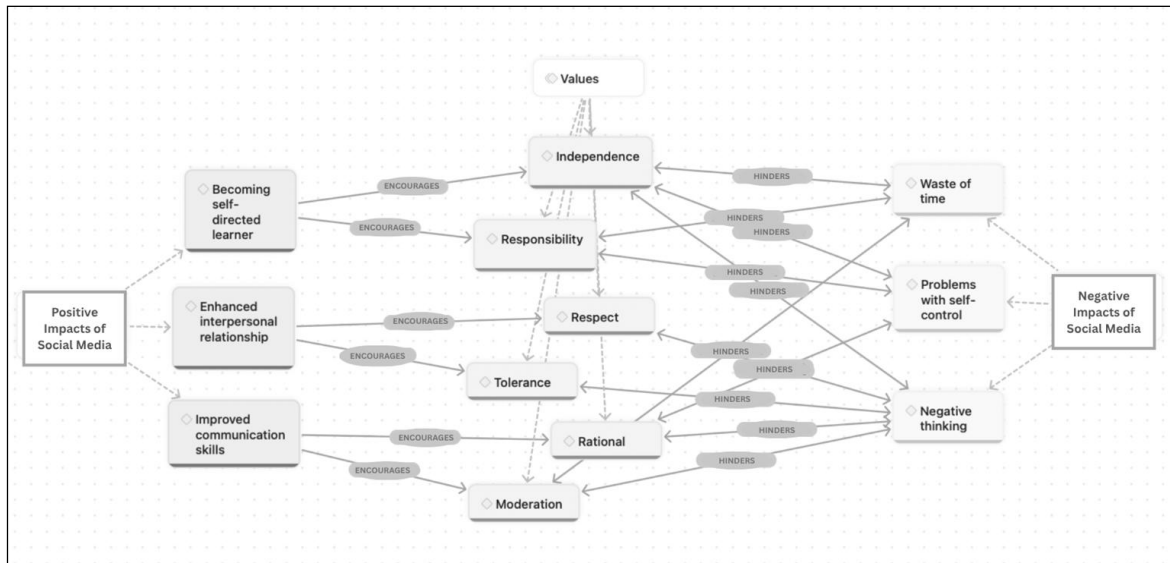 Values
Independence
Becoming
self-
directed
learner
ENCOURAGES
ENCOURAGES
Responsibility
HINDERS
HINDERS
HINDERS
HINDERS
HINDERS
Waste of
time
Positive
Impacts of
Social Media
Enhanced
interpersonal
relationship
ENCOURAGES
ENCOURAGES
Respect
Tolerance
Problems
with self-
control
Negative
Impacts of
Social Media
HINDERS
HINDERS
HINDERS
HINDERS
HINDERS
Improved
communication
skills
ENCOURAGES
ENCOURAGES
Rational
Moderation
Negative
thinking